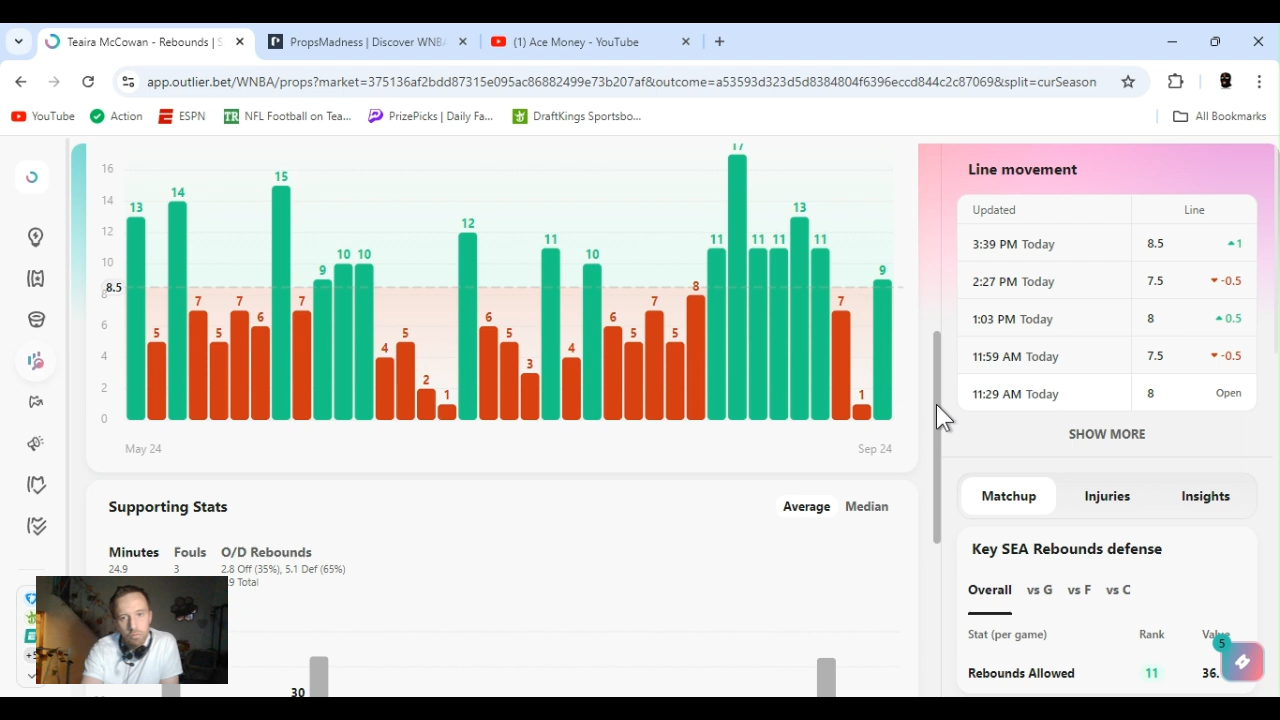 Teaira McCowan - Rebounds | S
PropsMadness | Discover WNBA
(1) Ace Money - YouTube
app.outlier.bet/WNBA/props?market=375136af2bdd87315e095ac86882499e73b207af&outcome=a53593d323d5d8384804f6396eccd844c2c87069&split=curSeason
YouTube
Action
ESPN
NFL Football on Tea...
PrizePicks | Daily Fa...
DraftKings Sportsbo...
All Bookmarks
16
14
12
10
8
6
4
2
0
8.5
13 5 14 7 5 7 6 15 7 9 10 10 4 5 2 1 12 6 5 3 11 4 10 6 5 7 5 8 11 17 11 11 13 11 7 1 9
May 24
Sep 24
Supporting Stats
Average Median
Minutes Fouls O/D Rebounds
24.9 3 2.8 Off (35%), 5.1 Def (65%)
.9 Total
30
Line movement
Updated Line
3:39 PM Today 8.5 1
2:27 PM Today 7.5 -0.5
1:03 PM Today 8 0.5
11:59 AM Today 7.5 -0.5
11:29 AM Today 8 Open
SHOW MORE
Matchup Injuries Insights
Key SEA Rebounds defense
Overall vs G vs F vs C
Stat (per game) Rank
5
Rebounds Allowed 11 36.